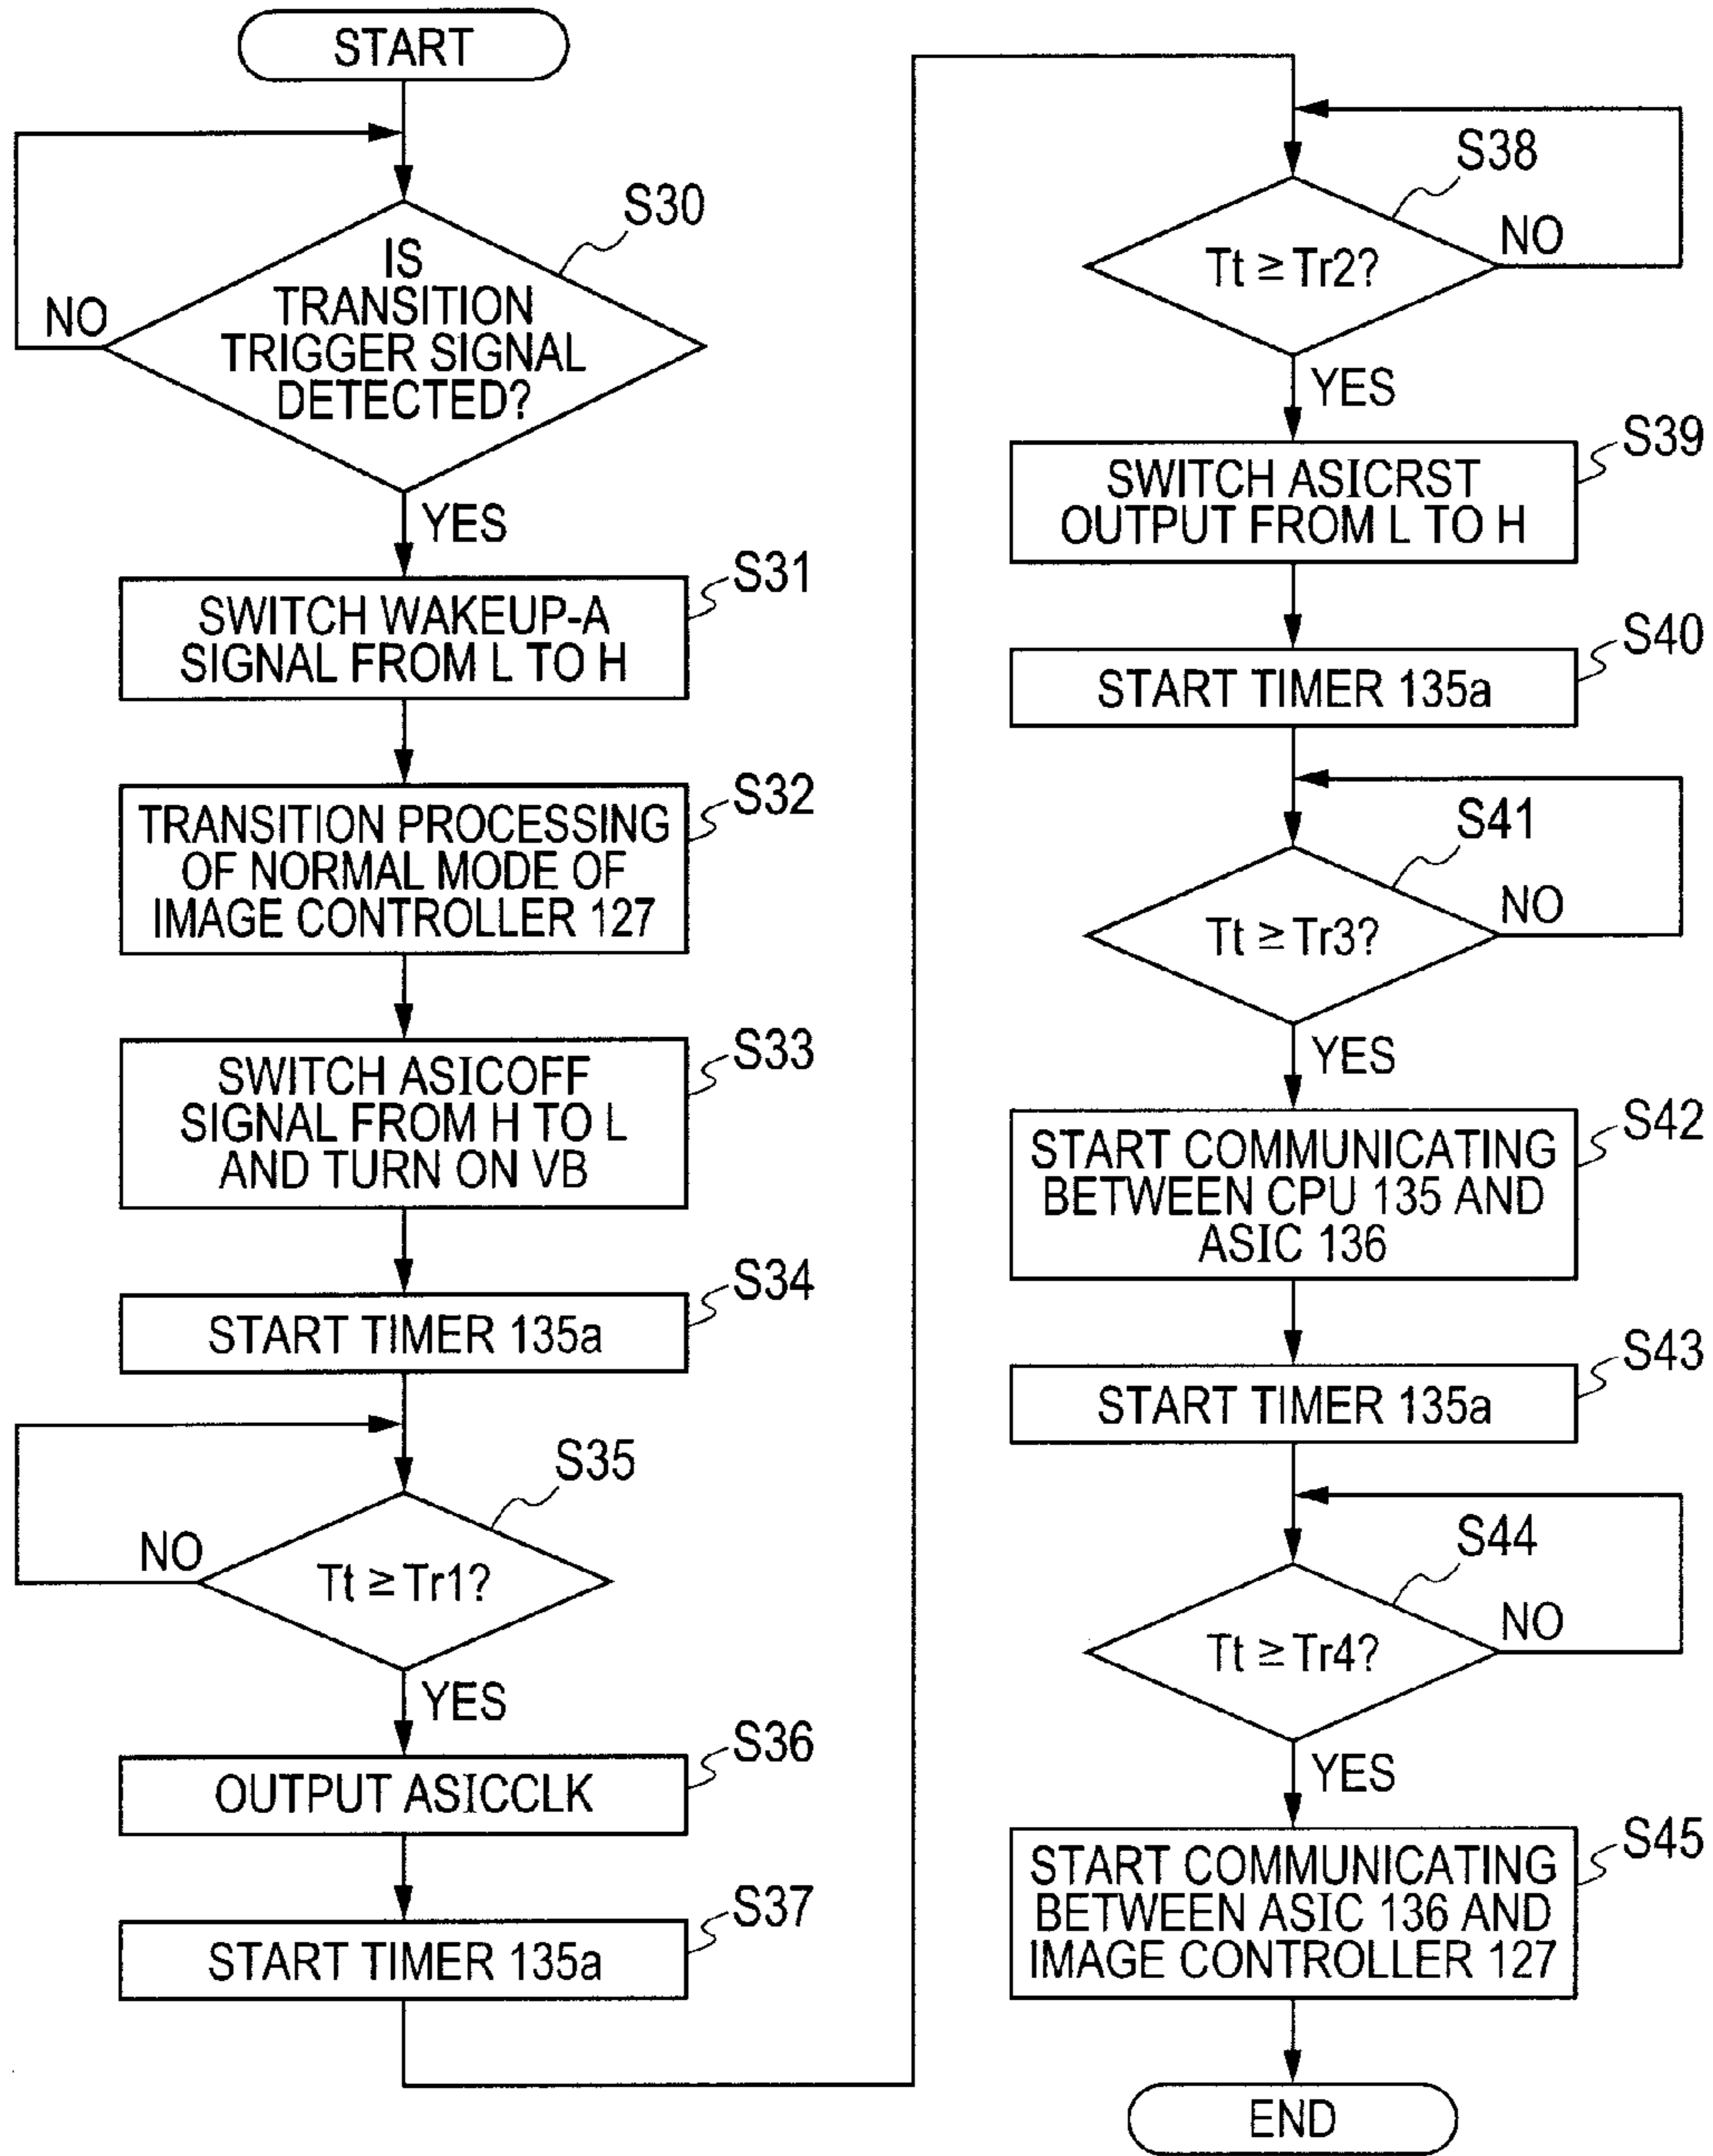 START
S30
IS
TRANSITION
TRIGGER SIGNAL
DETECTED?
NO
YES
S31
SWITCH WAKEUP-A
SIGNAL FROM L TO H
S32
TRANSITION PROCESSING
OF NORMAL MODE OF
IMAGE CONTROLLER 127
S33
SWITCH ASICOFF
SIGNAL FROM H TO L
AND TURN ON VB
S34
START TIMER 135a
S35
NO
Tt ≥ Tr1?
YES
S36
OUTPUT ASICCLK
S37
START TIMER 135a
S38
Tt ≥ Tr2?
NO
YES
S39
SWITCH ASICRST
OUTPUT FROM L TO H
S40
START TIMER 135a
S41
Tt ≥ Tr3?
NO
YES
S42
START COMMUNICATING
BETWEEN CPU 135 AND
ASIC 136
S43
START TIMER 135a
S44
Tt ≥ Tr4?
NO
YES
S45
START COMMUNICATING
BETWEEN ASIC 136 AND
IMAGE CONTROLLER 127
END